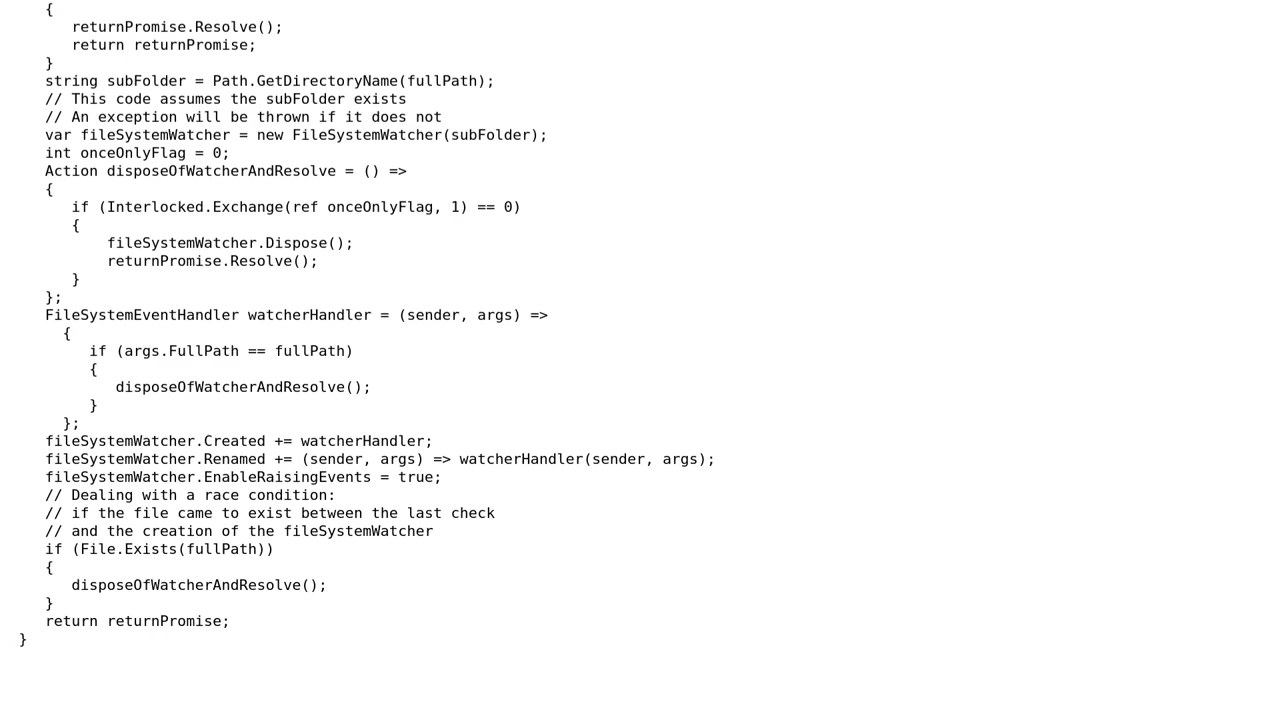 {
returnPromise.Resolve();
return returnPromise;
}
string subFolder = Path.GetDirectoryName(fullPath);
// This code assumes the subFolder exists
// An exception will be thrown if it does not
var fileSystemWatcher = new FileSystemWatcher(subFolder);
int onceOnlyFlag = 0;
Action disposeOfWatcherAndResolve = () =>
{
if (Interlocked.Exchange(ref onceOnlyFlag, 1) == 0)
{
fileSystemWatcher.Dispose();
returnPromise.Resolve();
}
};
FileSystemEventHandler watcherHandler = (sender, args) =>
{
if (args.FullPath == fullPath)
{
disposeOfWatcherAndResolve();
}
};
fileSystemWatcher.Created += watcherHandler;
fileSystemWatcher.Renamed += (sender, args) => watcherHandler(sender, args);
fileSystemWatcher.EnableRaisingEvents = true;
// Dealing with a race condition:
// if the file came to exist between the last check
// and the creation of the fileSystemWatcher
if (File.Exists(fullPath))
{
disposeOfWatcherAndResolve();
}
return returnPromise;
}